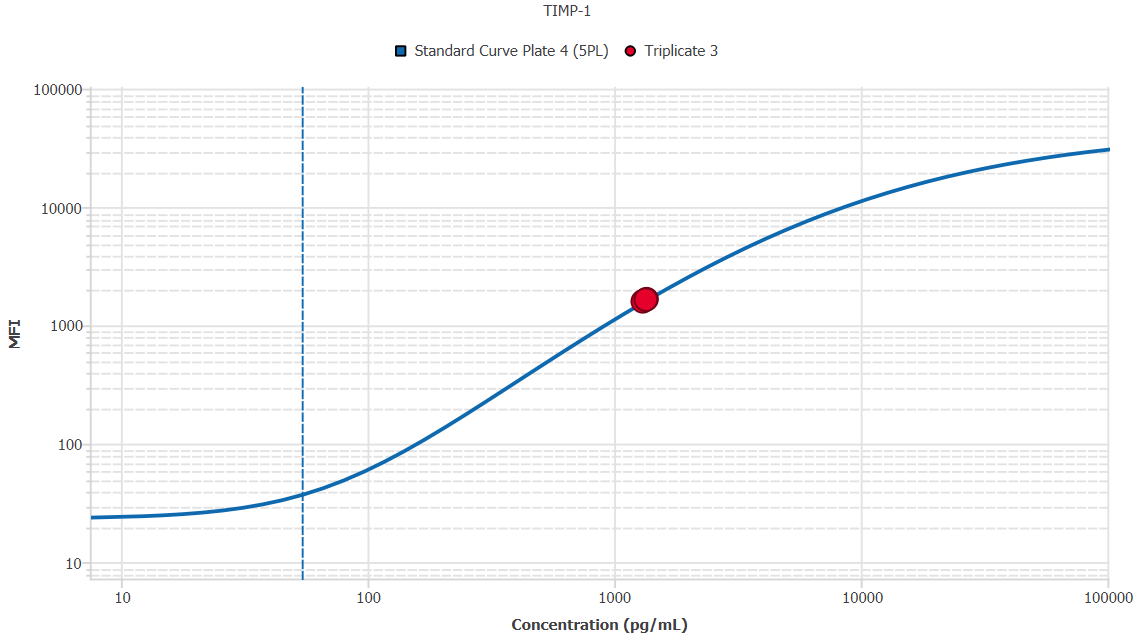 TIMP-1
Standard Curve Plate 4 (5PL) Triplicate 3
100000
10000
1000
100
10
MFI
10 100 1000 10000 100000
Concentration (pg/mL)